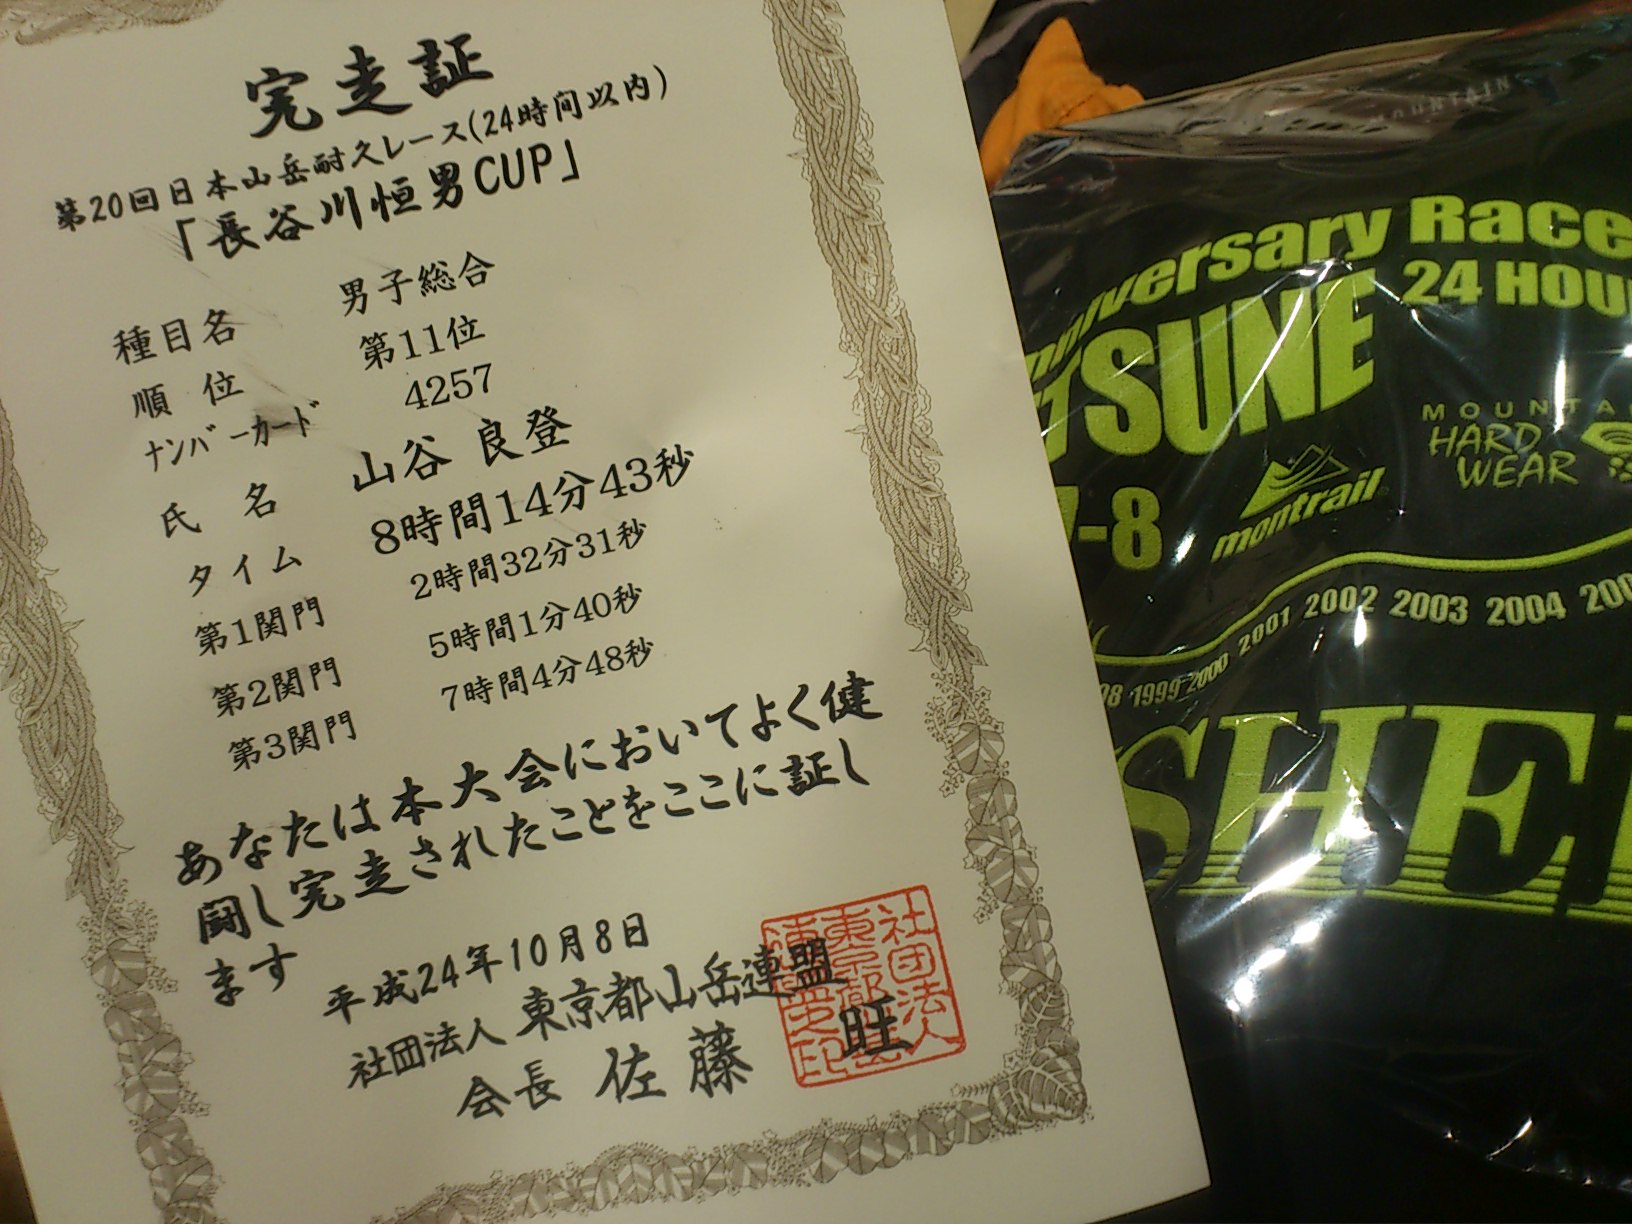 完走証
第20回日本山岳耐久レース(24時間以内)
「長谷川恒男CUP」
種目名 男子総合
順位 第11位
ナンバーカード 4257
氏名 山谷 良登
タイム 8時間14分43秒
第1関門 2時間32分31秒
第2関門 5時間1分40秒
第3関門 7時間4分48秒
あなたは本大会においてよく健
闘し完走されたことをここに証し
ます
平成24年10月8日
社団法人 東京都山岳連盟
会長 佐藤 旺
MOUNTAIN
Anniversary Race
TSUNE 24 HOU
MOUNTA
HARD
WEAR
montrail
7-8
98 1999 2000 2001 2002 2003 2004 200
SHE